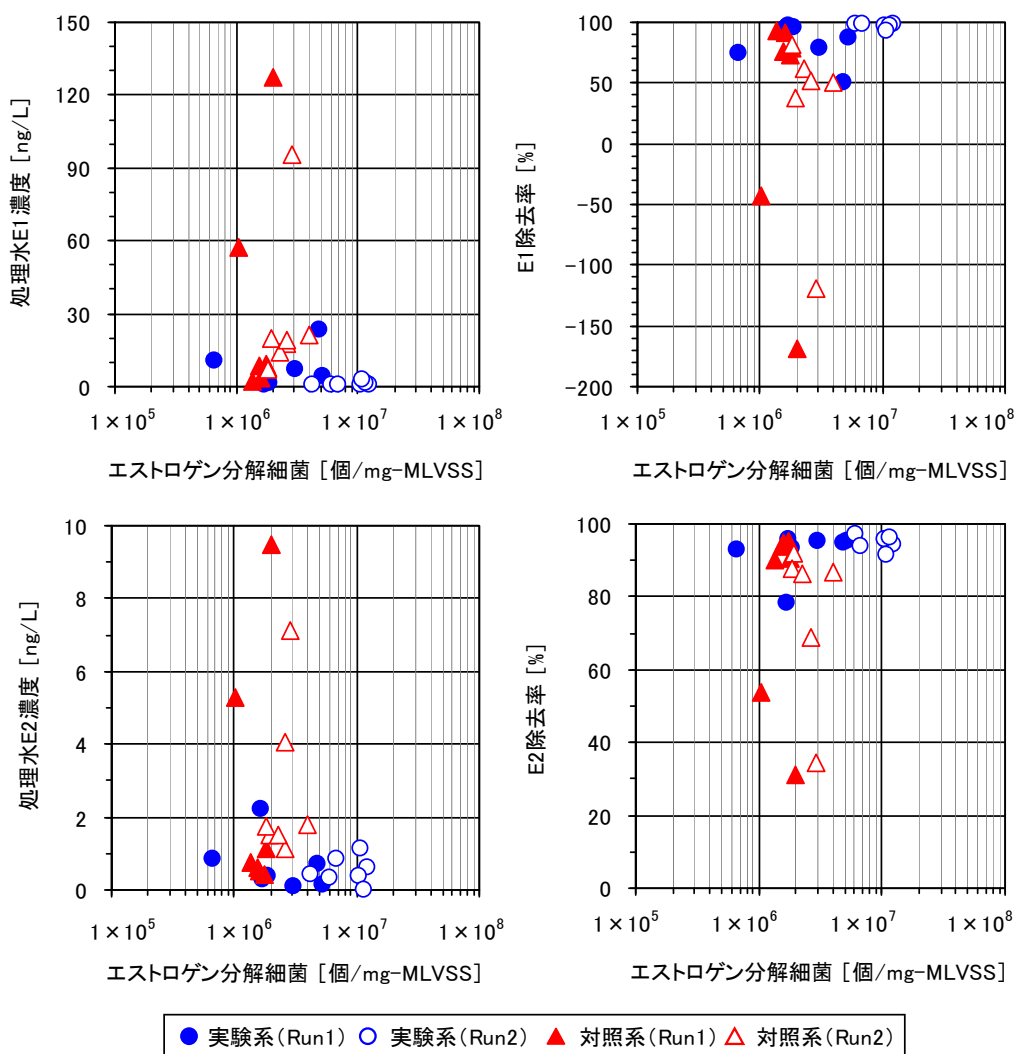 処理水E1濃度 [ng/L]
150
120
90
60
30
0
1×10⁵ 1×10⁶ 1×10⁷ 1×10⁸
エストロゲン分解細菌 [個/mg-MLVSS]
E1除去率 [%]
100
50
0
-50
-100
-150
-200
1×10⁵ 1×10⁶ 1×10⁷ 1×10⁸
エストロゲン分解細菌 [個/mg-MLVSS]
処理水E2濃度 [ng/L]
10
8
6
4
2
0
1×10⁵ 1×10⁶ 1×10⁷ 1×10⁸
エストロゲン分解細菌 [個/mg-MLVSS]
E2除去率 [%]
100
80
60
40
20
0
1×10⁵ 1×10⁶ 1×10⁷ 1×10⁸
エストロゲン分解細菌 [個/mg-MLVSS]
実験系(Run1) 実験系(Run2) 対照系(Run1) 対照系(Run2)